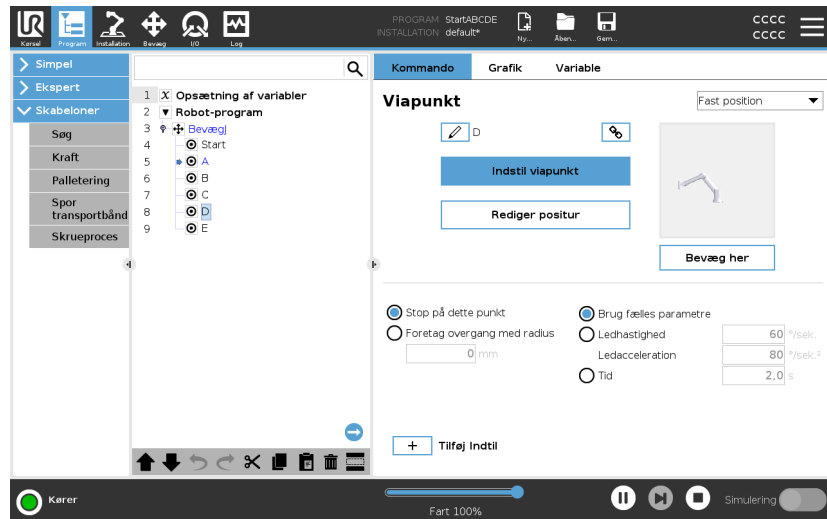 UR
Kørsel
Program
Installation
Bevæg
I/O
Log
PROGRAM StartABCDE
INSTALLATION default*
Ny...
Åben...
Gem...
CCCC
CCCC
Simpel
Ekspert
Skabeloner
Søg
Kraft
Palletering
Spor
transportbånd
Skrueproces
1 X Opsætning af variabler
2 Robot-program
3 BevægJ
4 Start
5 A
6 B
7 C
8 D
9 E
Kommando
Grafik
Variable
Viapunkt
Fast position
D
Indstil viapunkt
Rediger positur
Bevæg her
Stop på dette punkt
Foretag overgang med radius
0 mm
Brug fælles parametre
Ledhastighed
60 °/sek.
Ledacceleration
80 °/sek.²
Tid
2,0 s
+ Tilføj Indtil
Kører
Fart 100%
Simulering